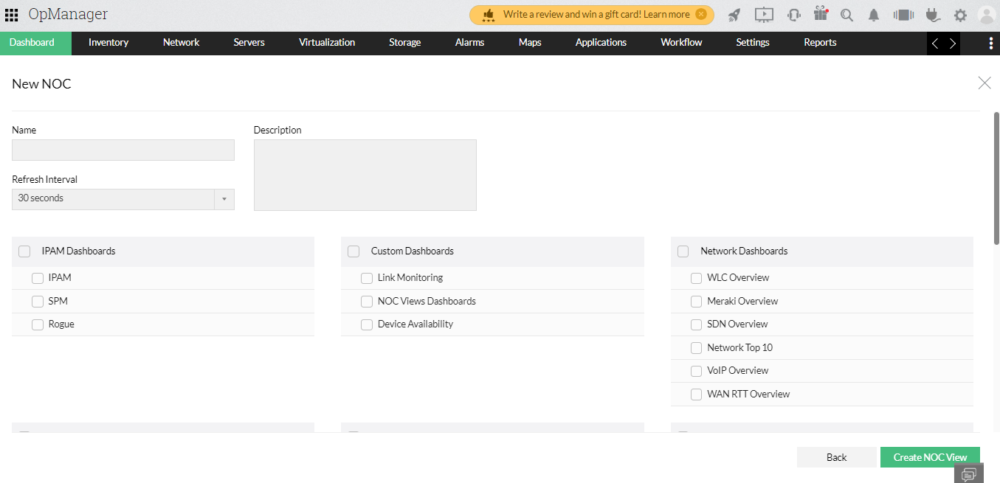 OpManager
Write a review and win a gift card! Learn more
Dashboard Inventory Network Servers Virtualization Storage Alarms Maps Applications Workflow Settings Reports
New NOC
Name
Description
Refresh Interval
30 seconds
IPAM Dashboards
IPAM
SPM
Rogue
Custom Dashboards
Link Monitoring
NOC Views Dashboards
Device Availability
Network Dashboards
WLC Overview
Meraki Overview
SDN Overview
Network Top 10
VoIP Overview
WAN RTT Overview
Back
Create NOC View